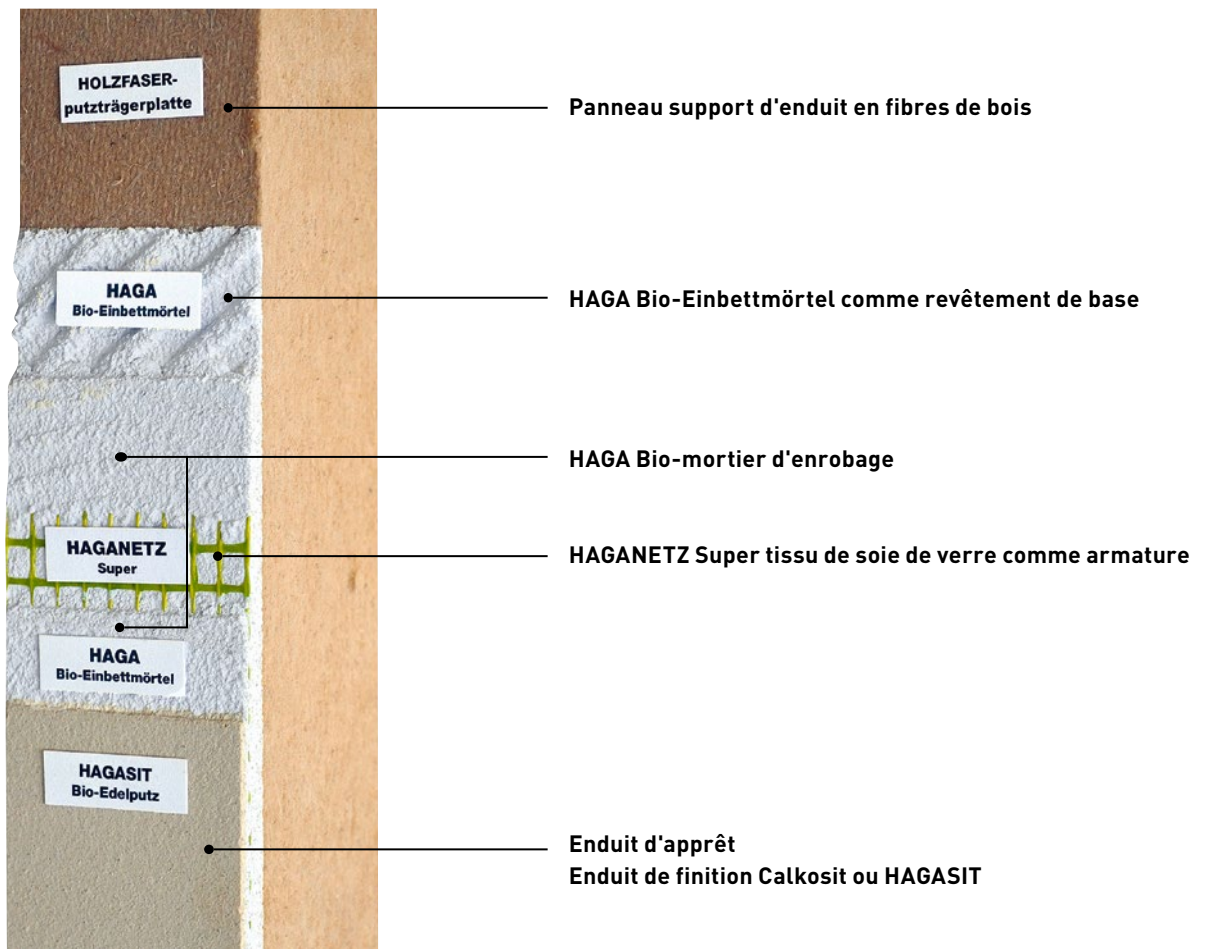 HOLZFASER-
putzträgerplatte
Panneau support d'enduit en fibres de bois
HAGA
Bio-Einbettmörtel
HAGA Bio-Einbettmörtel comme revêtement de base
HAGA Bio-mortier d'enrobage
HAGANETZ
Super
HAGANETZ Super tissu de soie de verre comme armature
HAGA
Bio-Einbettmörtel
HAGASIT
Bio-Edelputz
Enduit d'apprêt
Enduit de finition Calkosit ou HAGASIT